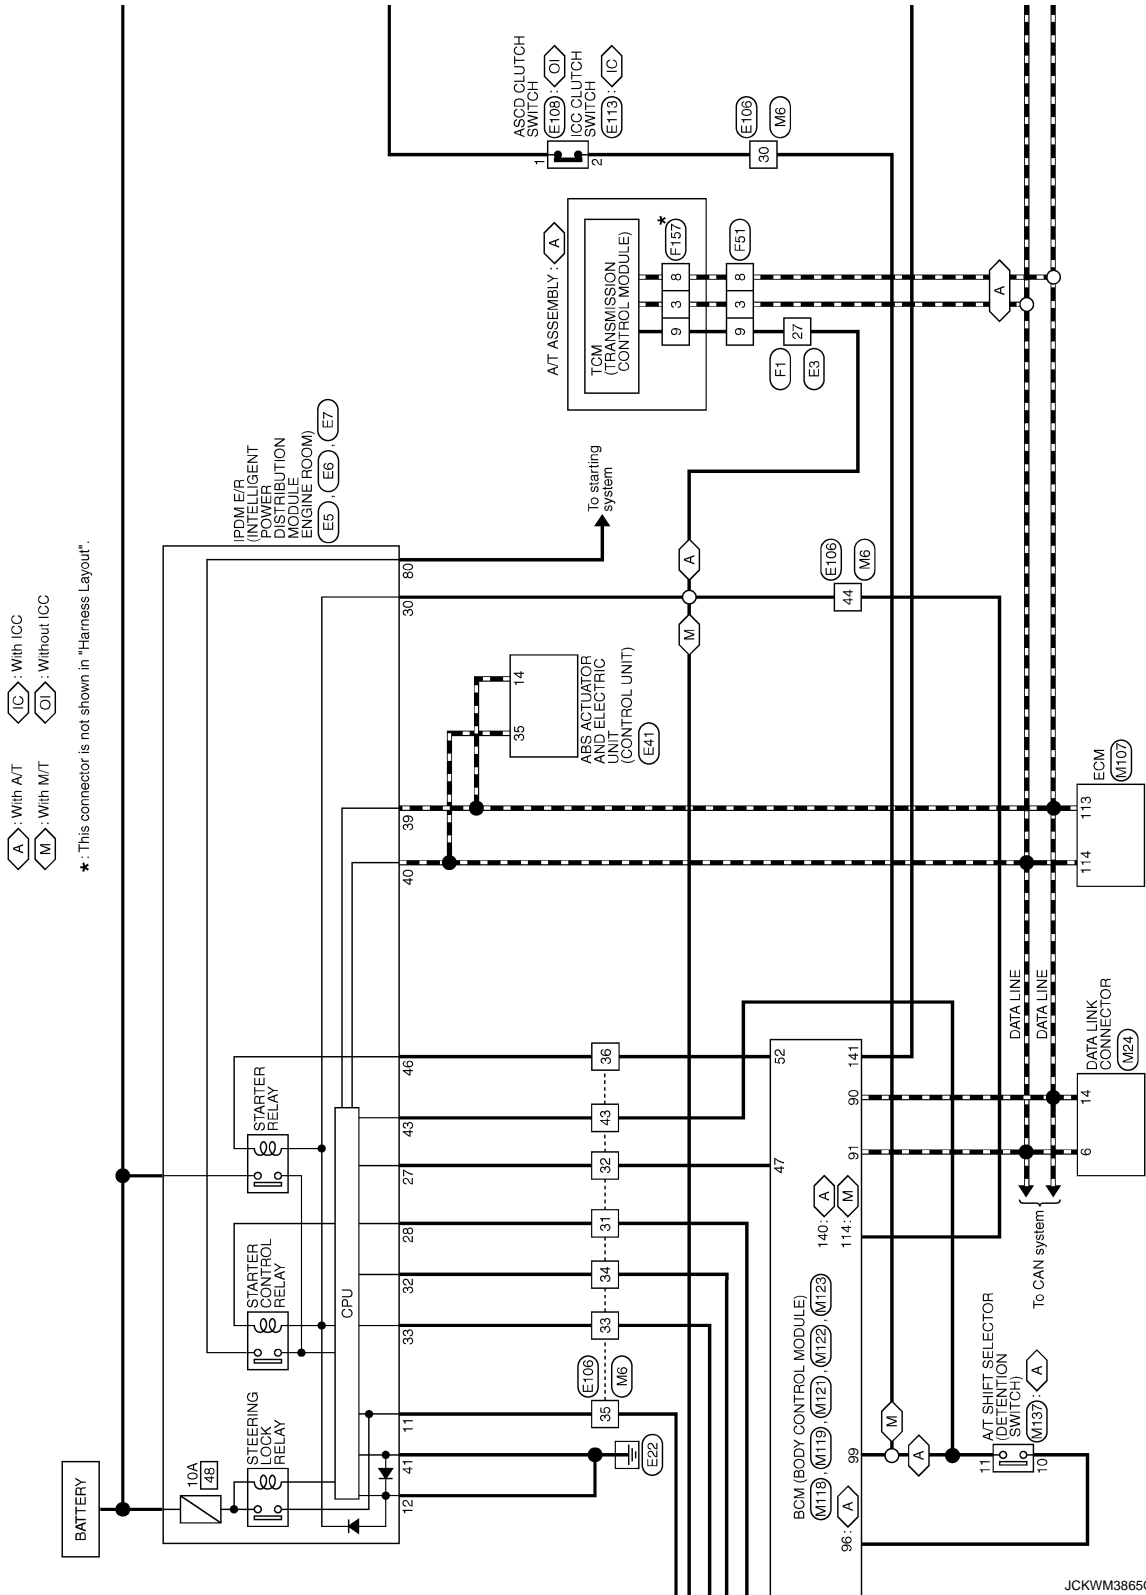 A : With A/T
M : With M/T
IC : With ICC
OI : Without ICC
* : This connector is not shown in "Harness Layout".
BATTERY
10A
48
STEERING
LOCK
RELAY
STARTER
CONTROL
RELAY
STARTER
RELAY
CPU
IPDM E/R
(INTELLIGENT
POWER
DISTRIBUTION
MODULE
ENGINE ROOM)
E5 , E6 , E7
12
41
11
33
32
28
27
43
46
40
39
30
80
To starting
system
E22
35
33
34
31
32
43
36
E106
M6
35
14
ABS ACTUATOR
AND ELECTRIC
UNIT
(CONTROL UNIT)
E41
M
A
44
E106
M6
A/T ASSEMBLY : A
TCM
(TRANSMISSION
CONTROL MODULE)
9
3
8
F157
*
9
3
8
F51
27
F1
E3
A
ASCD CLUTCH
SWITCH
E108 : OI
ICC CLUTCH
SWITCH
E113 : IC
1
2
30
E106
M6
BCM (BODY CONTROL MODULE)
M118 , M119 , M121 , M122 , M123
47
52
96 : A
99
140 : A
114 : M
91
90
141
M
A
11
10
A/T SHIFT SELECTOR
(DETENTION
SWITCH)
M137 : A
To CAN system
DATA LINE
DATA LINE
6
14
DATA LINK
CONNECTOR
M24
114
113
ECM
M107